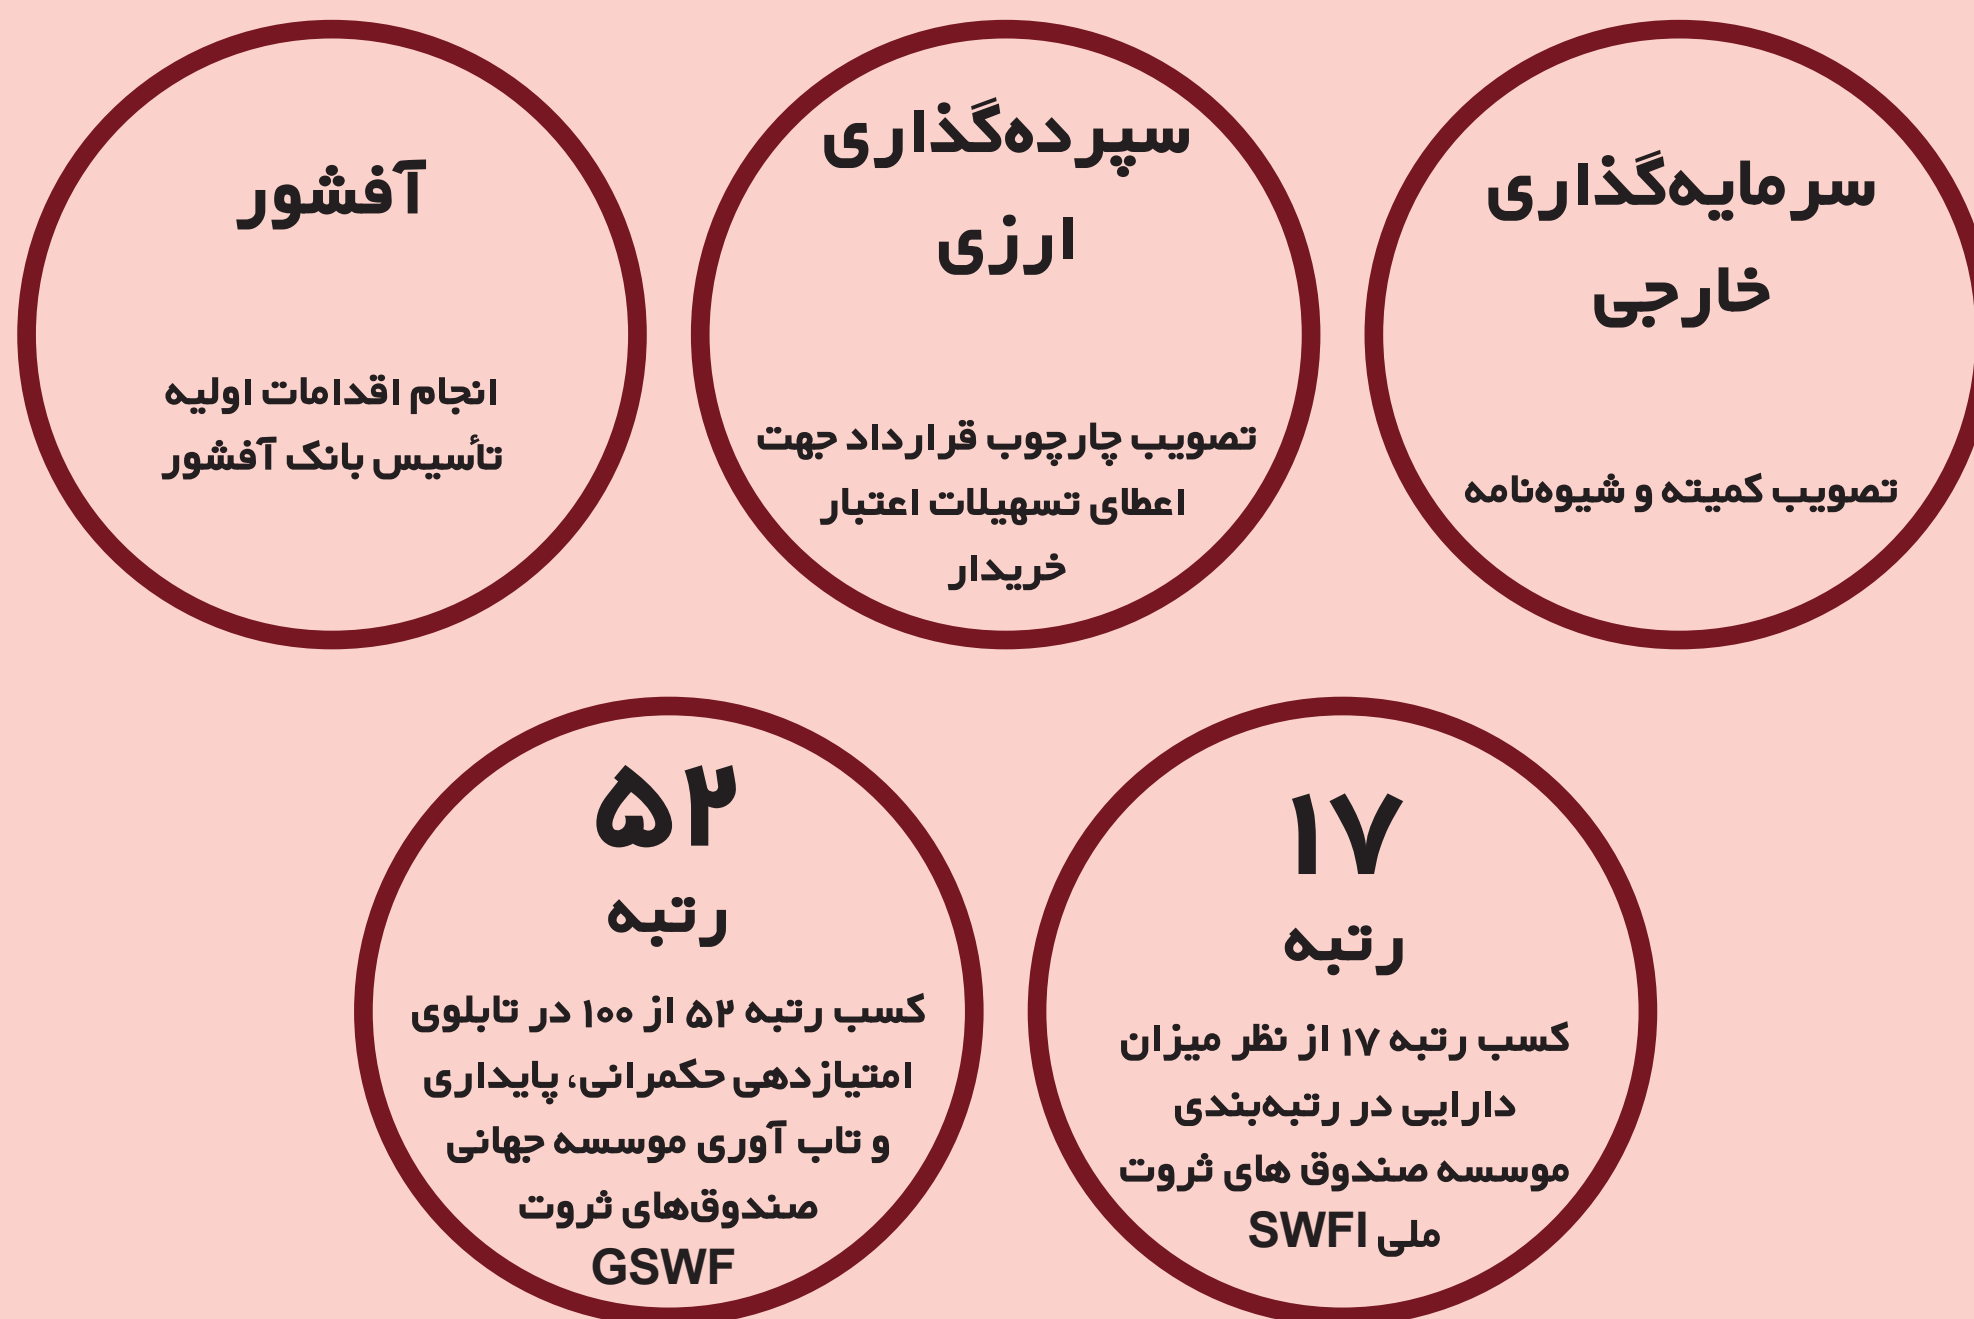 سرمایه‌گذاری
خارجی
تصویب کمیته و شیوه‌نامه
سپرده‌گذاری
ارزی
تصویب چارچوب قرارداد جهت
اعطای تسهیلات اعتبار
خریدار
آفشور
انجام اقدامات اولیه
تأسیس بانک آفشور
۱۷
رتبه
کسب رتبه ۱۷ از نظر میزان
دارایی در رتبه‌بندی
موسسه صندوق های ثروت
ملی SWFI
۵۲
رتبه
کسب رتبه ۵۲ از ۱۰۰ در تابلوی
امتیازدهی حکمرانی، پایداری
و تاب آوری موسسه جهانی
صندوق‌های ثروت
GSWF